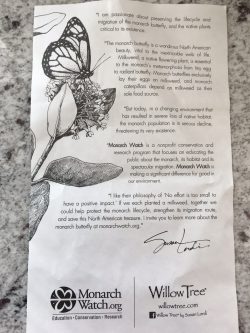 "I am passionate about preserving the lifecycle and
migration of the monarch butterfly, and the native plants
critical to its existence.
"The monarch butterfly is a wondrous North American
beauty, vital to the inextricable web of life.
Milkweed, a native flowering plant, is essential
to the monarch's metamorphosis from tiny egg
to radiant butterfly. Monarch butterflies exclusively
lay their eggs on milkweed, and monarch
caterpillars depend on milkweed as their
sole food source.
"But today, in a changing environment that
has resulted in severe loss of native habitat,
the monarch population is in serious decline,
threatening its very existence.
"Monarch Watch is a nonprofit conservation and
research program that focuses on educating the
public about the monarch, its habitat and its
spectacular migration. Monarch Watch is
making a significant difference for good in
our environment.
"I like their philosophy of 'No effort is too small to
have a positive impact.' If we each planted a milkweed, together we
could help protect the monarch lifecycle, strengthen its migration route,
and save this North American treasure. I invite you to learn more about the
monarch butterfly at monarchwatch.org."
Susan Lordi
Monarch
Watch.org
Education • Conservation • Research
Willow Tree®
willowtree.com
f Willow Tree® by Susan Lordi